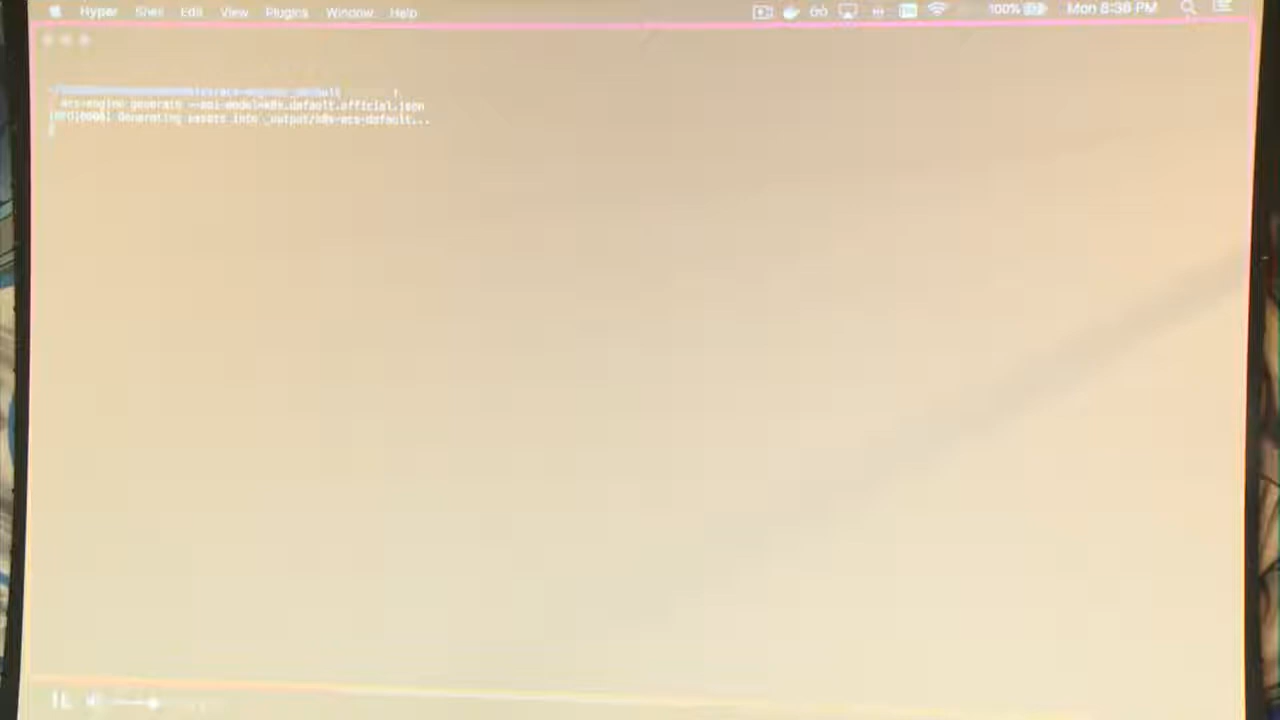 Hyper Shell Edit View Plugins Window Help
100% Mon 8:36 PM
acs-engine generate --api-model=k8s.default.official.json
Generating assets into _output/k8s-acs-default...